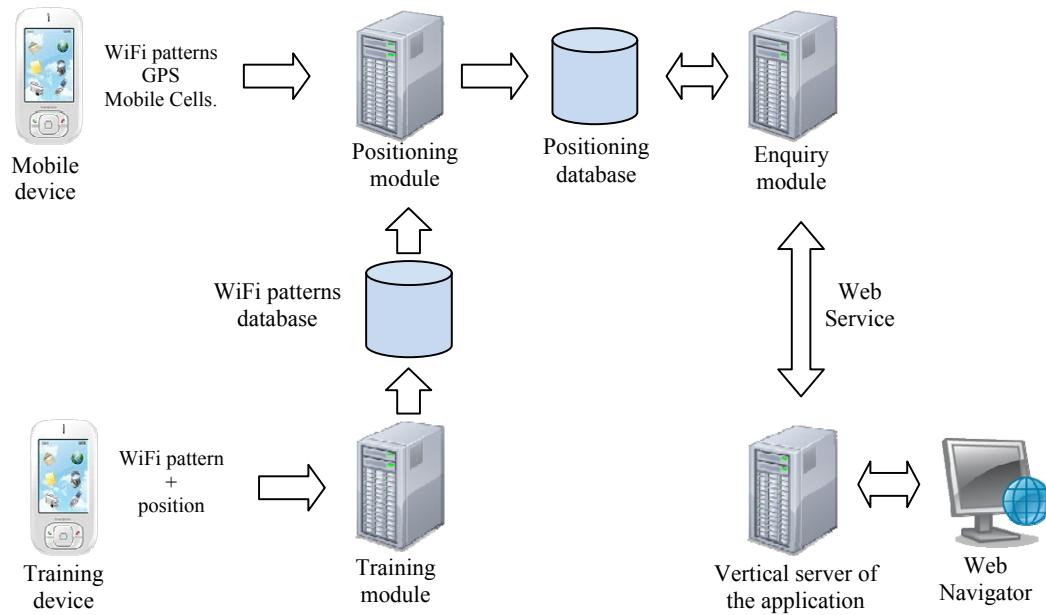 WiFi patterns
GPS
Mobile Cells.
Mobile
device
Positioning
module
Positioning
database
Enquiry
module
WiFi patterns
database
Web
Service
WiFi pattern
+
position
Training
device
Training
module
Vertical server of
the application
Web
Navigator